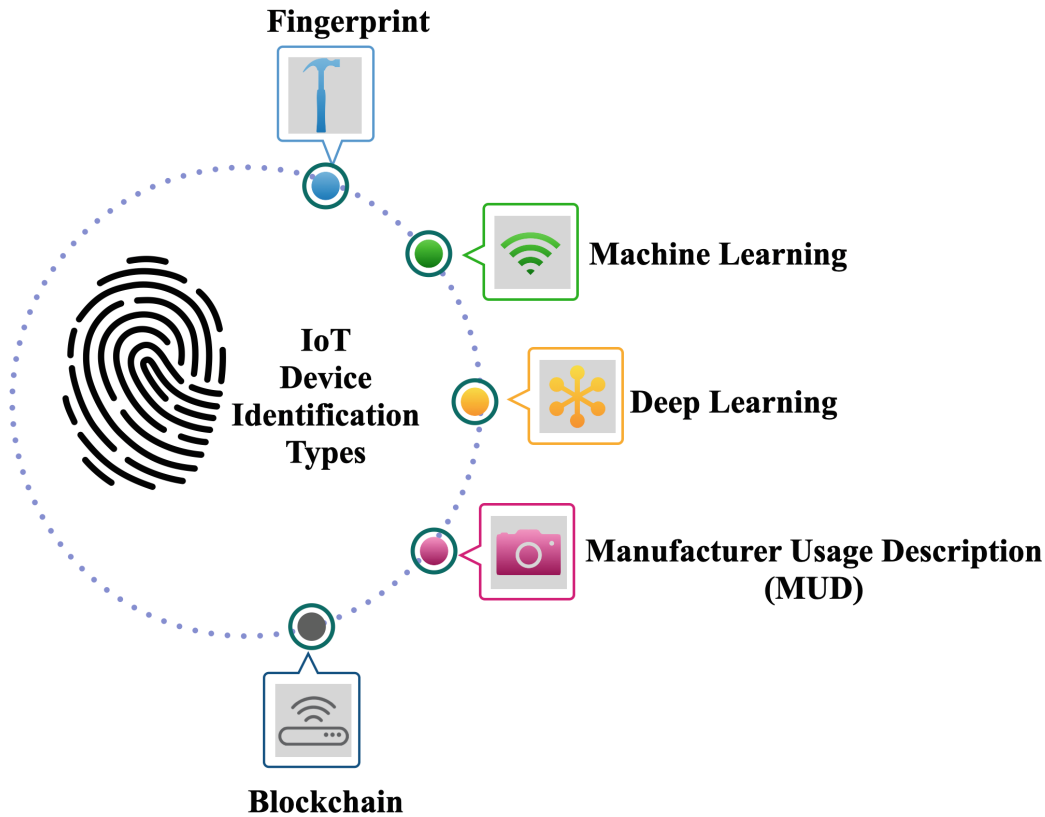 Fingerprint
Machine Learning
IoT
Device
Identification
Types
Deep Learning
Manufacturer Usage Description
(MUD)
Blockchain